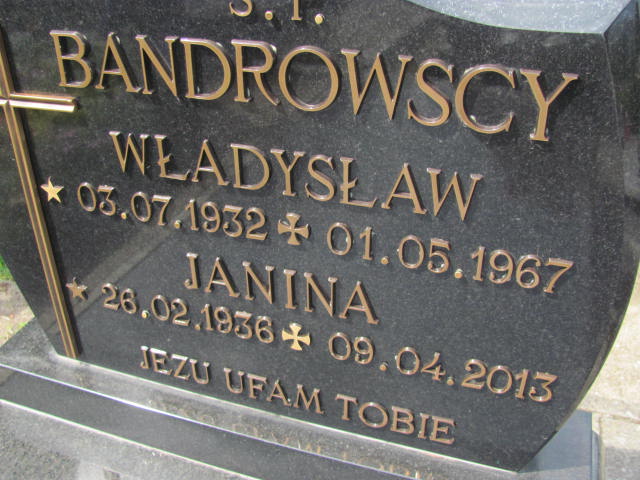 Ś.P.
BANDROWSCY
WŁADYSŁAW
03.07.1932 01.05.1967
JANINA
26.02.1936 09.04.2013
JEZU UFAM TOBIE